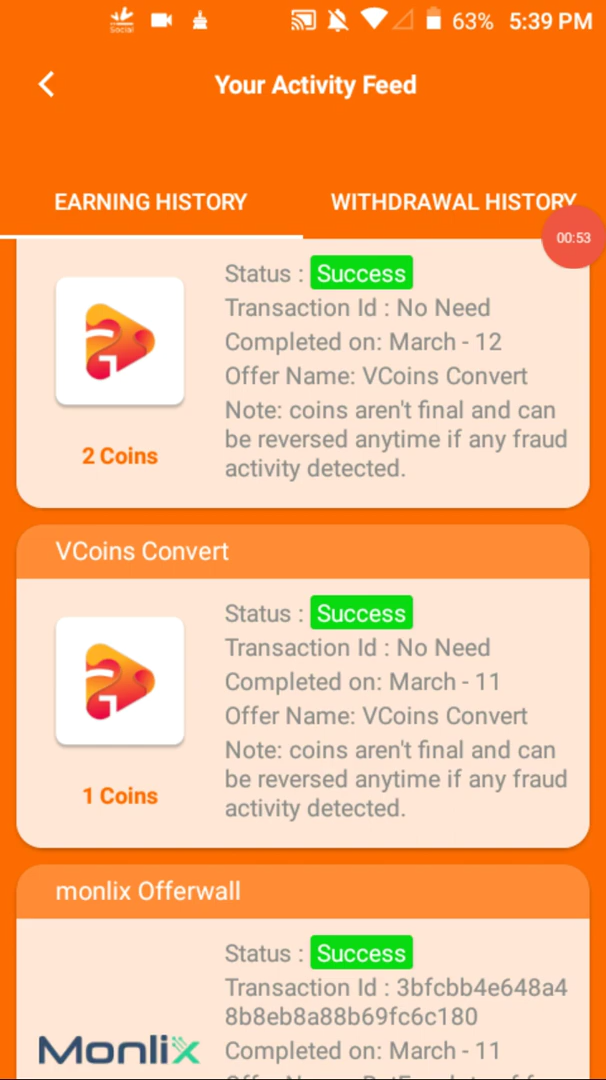 Social
63% 5:39 PM
Your Activity Feed
EARNING HISTORY
WITHDRAWAL HISTORY
00:53
Status : Success
Transaction Id : No Need
Completed on: March - 12
Offer Name: VCoins Convert
Note: coins aren't final and can
be reversed anytime if any fraud
activity detected.
2 Coins
VCoins Convert
Status : Success
Transaction Id : No Need
Completed on: March - 11
Offer Name: VCoins Convert
Note: coins aren't final and can
be reversed anytime if any fraud
activity detected.
1 Coins
monlix Offerwall
Status : Success
Transaction Id : 3bfcbb4e648a4
8b8eb8a88b69fc6c180
Monlix
Completed on: March - 11